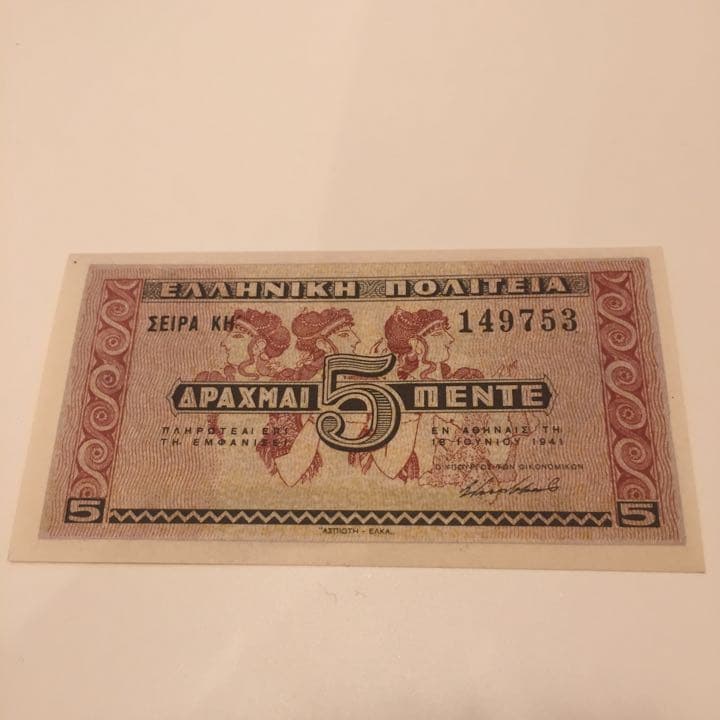 ΕΛΛΗΝΙΚΗ ΠΟΛΙΤΕΙΑ
ΣΕΙΡΑ ΚΗ 149753
ΔΡΑΧΜΑΙ 5 ΠΕΝΤΕ
ΠΛΗΡΩΤΕΑΙ ΕΠΙ
ΤΗ ΕΜΦΑΝΙΣΕΙ
ΕΝ ΑΘΗΝΑΙΣ ΤΗ
18 ΙΟΥΝΙΟΥ 1941
Ο ΥΠΟΥΡΓΟΣ ΤΩΝ ΟΙΚΟΝΟΜΙΚΩΝ
5 5
"ΑΣΠΙΩΤΗ - ΕΛΚΑ"